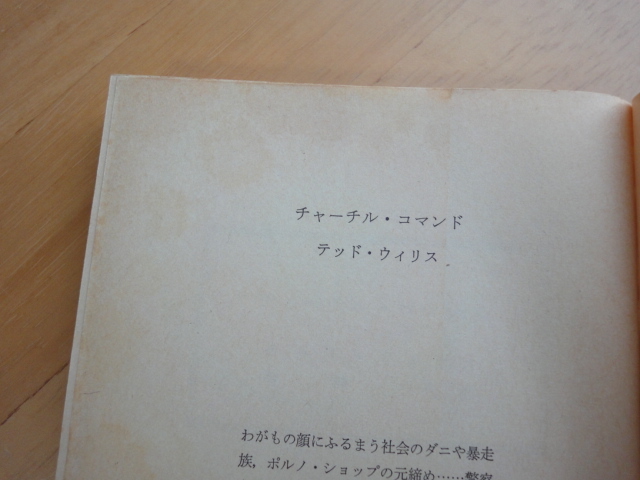 チャーチル・コマンド
テッド・ウィリス
わがもの顔にふるまう社会のダニや暴走
族，ポルノ・ショップの元締め……警察